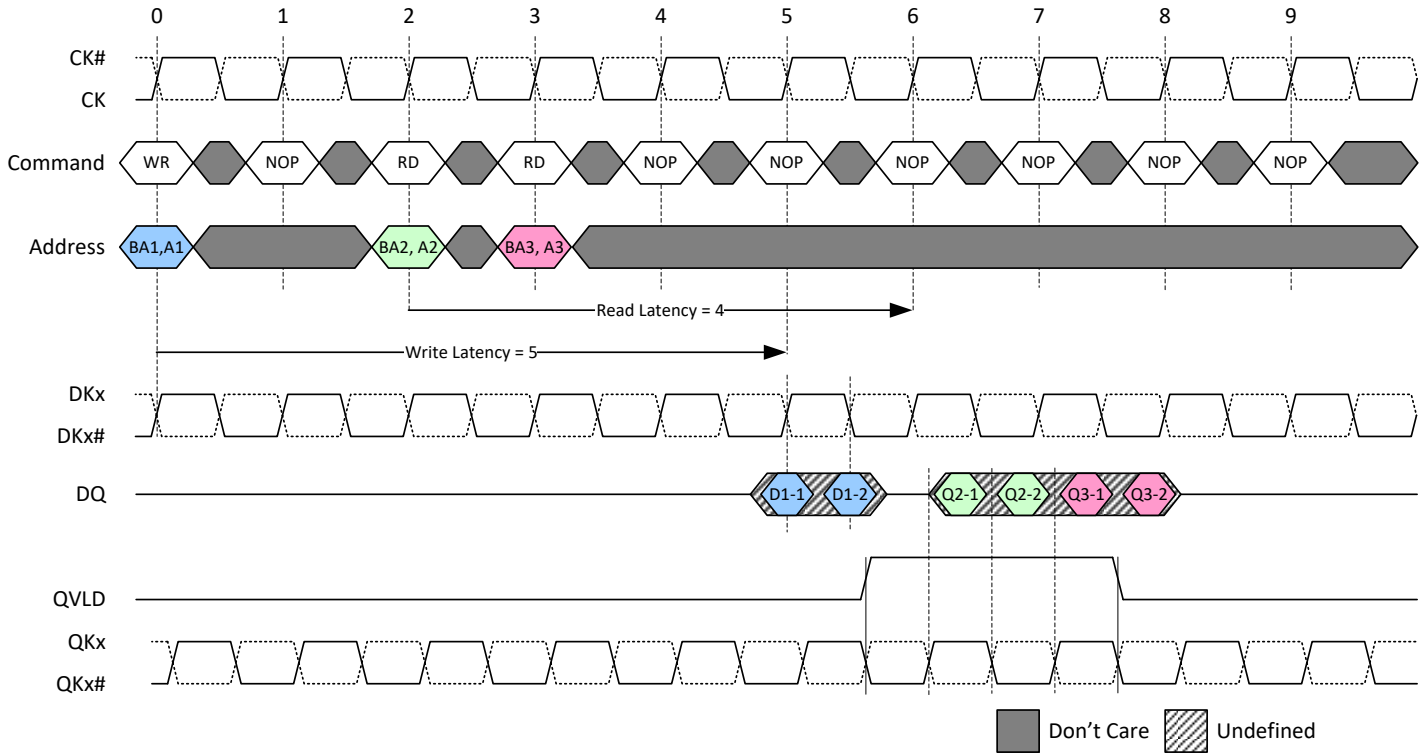 0 1 2 3 4 5 6 7 8 9
CK#
CK
Command WR NOP RD RD NOP NOP NOP NOP NOP NOP
Address BA1,A1 BA2, A2 BA3, A3
Read Latency = 4
Write Latency = 5
DKx
DKx#
DQ D1-1 D1-2 Q2-1 Q2-2 Q3-1 Q3-2
QVLD
QKx
QKx#
Don't Care Undefined